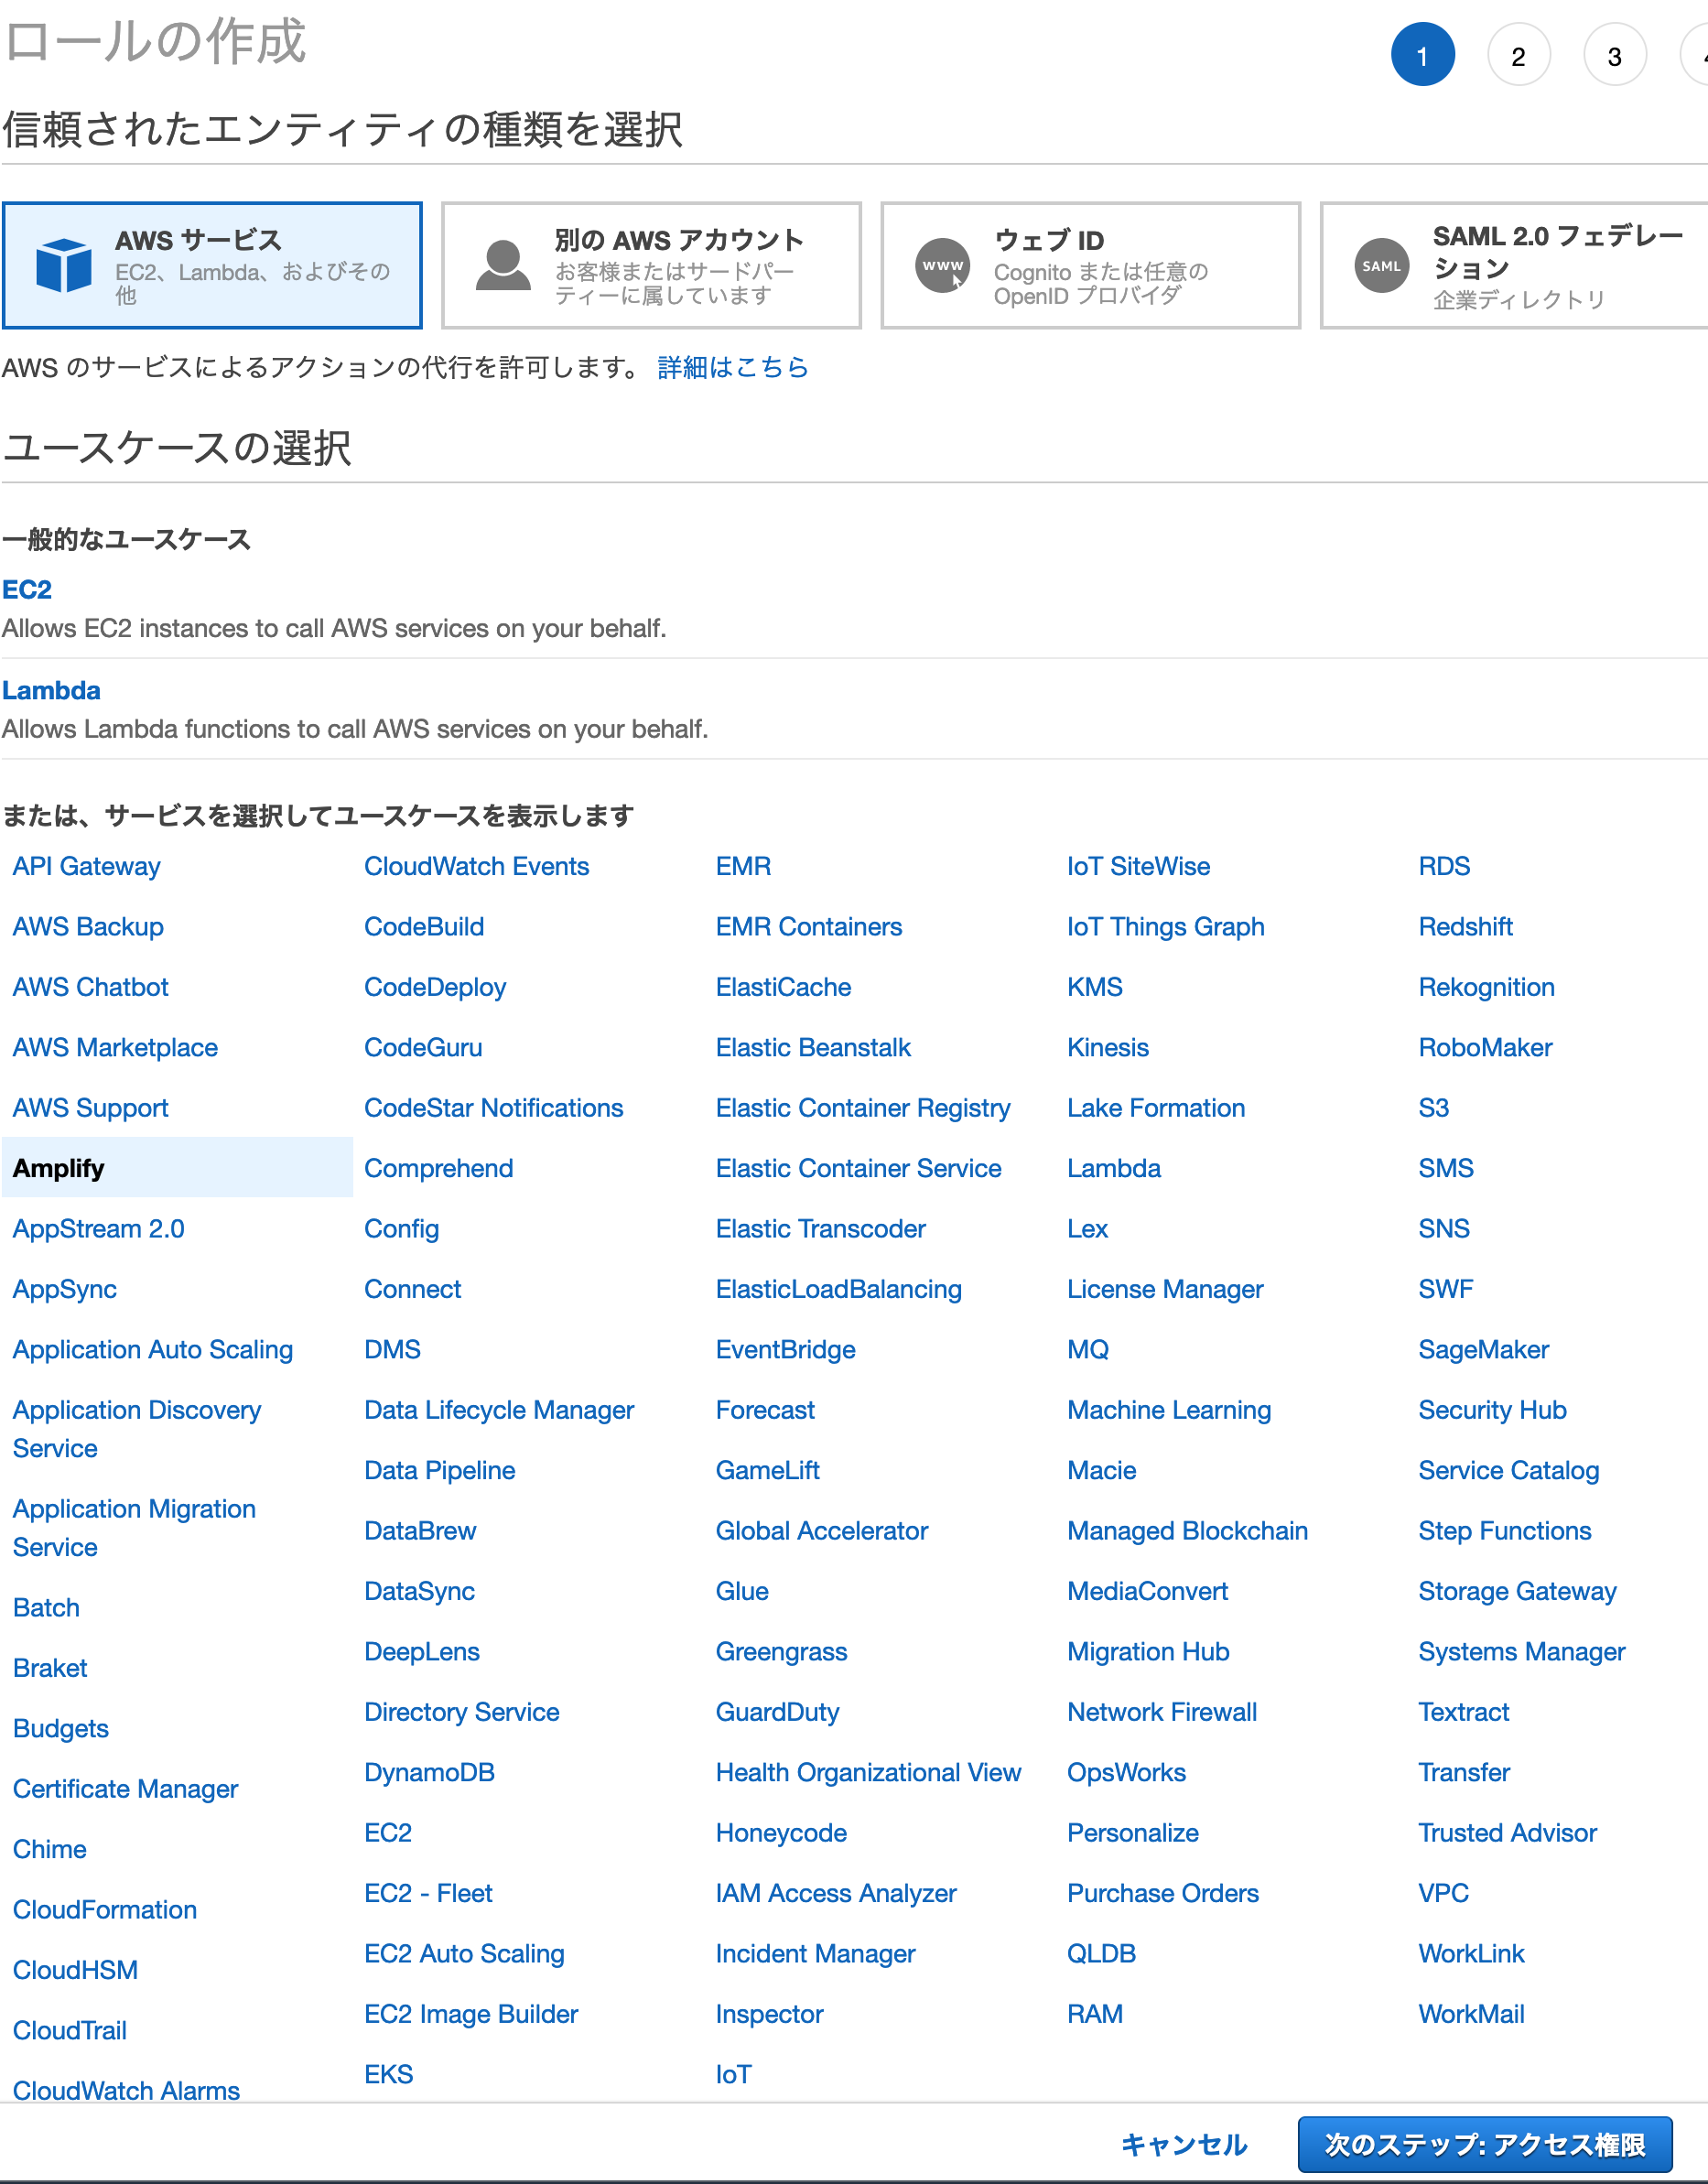 ロールの作成
1 2 3
信頼されたエンティティの種類を選択
AWS サービス
EC2、Lambda、およびその
他
別の AWS アカウント
お客様またはサードパー
ティーに属しています
www
ウェブ ID
Cognito または任意の
OpenID プロバイダ
SAML
SAML 2.0 フェデレー
ション
企業ディレクトリ
AWS のサービスによるアクションの代行を許可します。 詳細はこちら
ユースケースの選択
一般的なユースケース
EC2
Allows EC2 instances to call AWS services on your behalf.
Lambda
Allows Lambda functions to call AWS services on your behalf.
または、サービスを選択してユースケースを表示します
API Gateway
AWS Backup
AWS Chatbot
AWS Marketplace
AWS Support
Amplify
AppStream 2.0
AppSync
Application Auto Scaling
Application Discovery
Service
Application Migration
Service
Batch
Braket
Budgets
Certificate Manager
Chime
CloudFormation
CloudHSM
CloudTrail
CloudWatch Alarms
CloudWatch Events
CodeBuild
CodeDeploy
CodeGuru
CodeStar Notifications
Comprehend
Config
Connect
DMS
Data Lifecycle Manager
Data Pipeline
DataBrew
DataSync
DeepLens
Directory Service
DynamoDB
EC2
EC2 - Fleet
EC2 Auto Scaling
EC2 Image Builder
EKS
EMR
EMR Containers
ElastiCache
Elastic Beanstalk
Elastic Container Registry
Elastic Container Service
Elastic Transcoder
ElasticLoadBalancing
EventBridge
Forecast
GameLift
Global Accelerator
Glue
Greengrass
GuardDuty
Health Organizational View
Honeycode
IAM Access Analyzer
Incident Manager
Inspector
IoT
IoT SiteWise
IoT Things Graph
KMS
Kinesis
Lake Formation
Lambda
Lex
License Manager
MQ
Machine Learning
Macie
Managed Blockchain
MediaConvert
Migration Hub
Network Firewall
OpsWorks
Personalize
Purchase Orders
QLDB
RAM
RDS
Redshift
Rekognition
RoboMaker
S3
SMS
SNS
SWF
SageMaker
Security Hub
Service Catalog
Step Functions
Storage Gateway
Systems Manager
Textract
Transfer
Trusted Advisor
VPC
WorkLink
WorkMail
キャンセル
次のステップ: アクセス権限